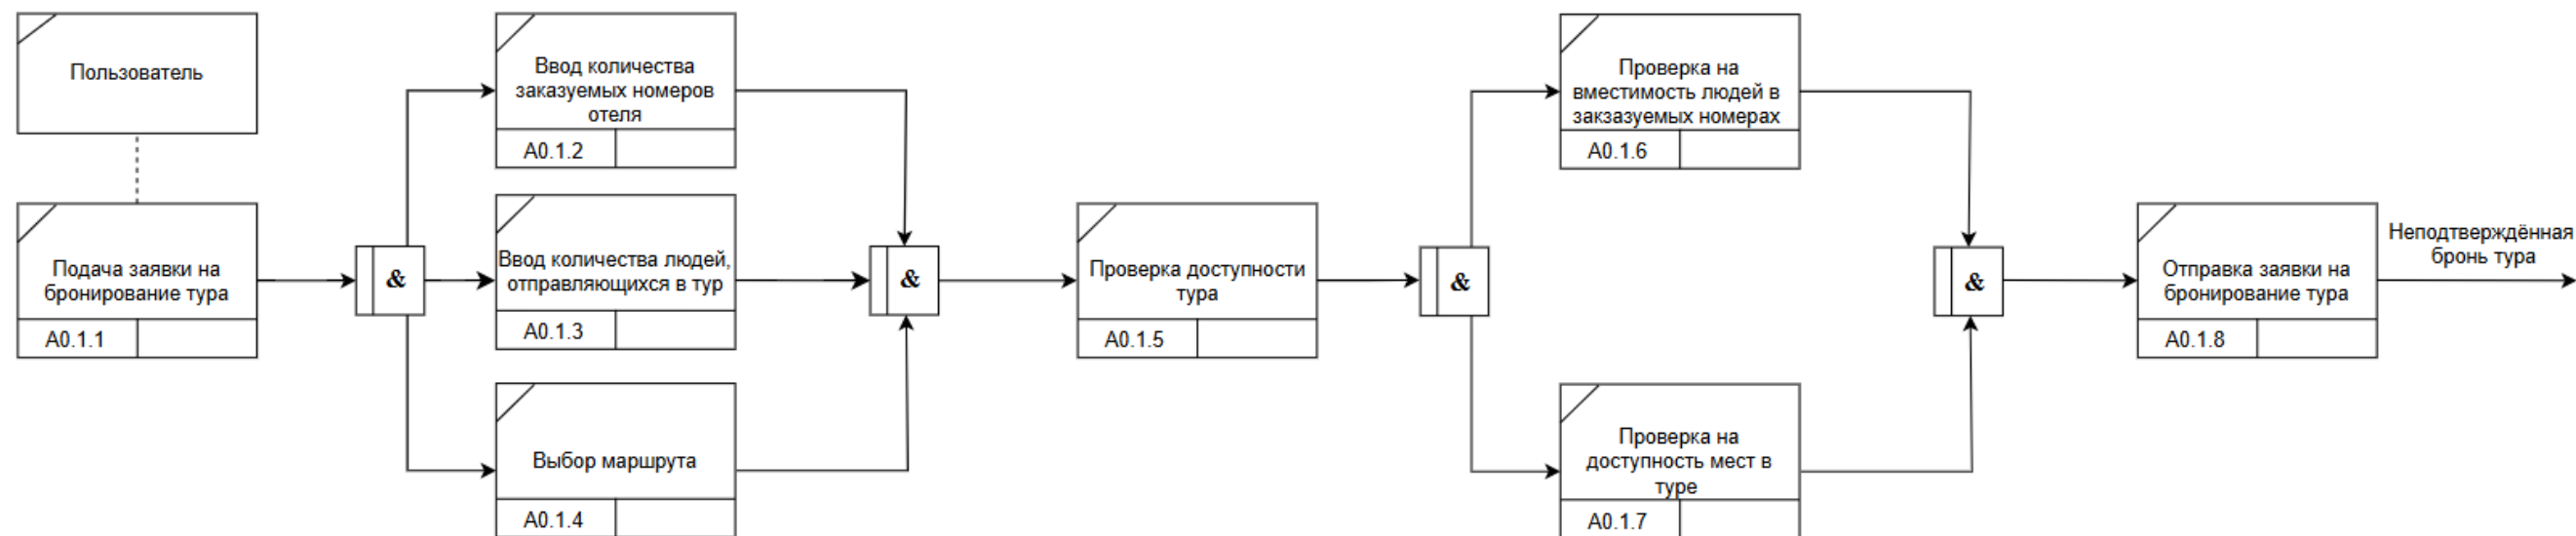 Пользователь
Подача заявки на
бронирование тура
A0.1.1
&
Ввод количества
заказуемых номеров
отеля
A0.1.2
Ввод количества людей,
отправляющихся в тур
A0.1.3
Выбор маршрута
A0.1.4
&
Проверка доступности
тура
A0.1.5
&
Проверка на
вместимость людей в
закзазуемых номерах
A0.1.6
Проверка на
доступность мест в
туре
A0.1.7
&
Отправка заявки на
бронирование тура
A0.1.8
Неподтверждённая
бронь тура